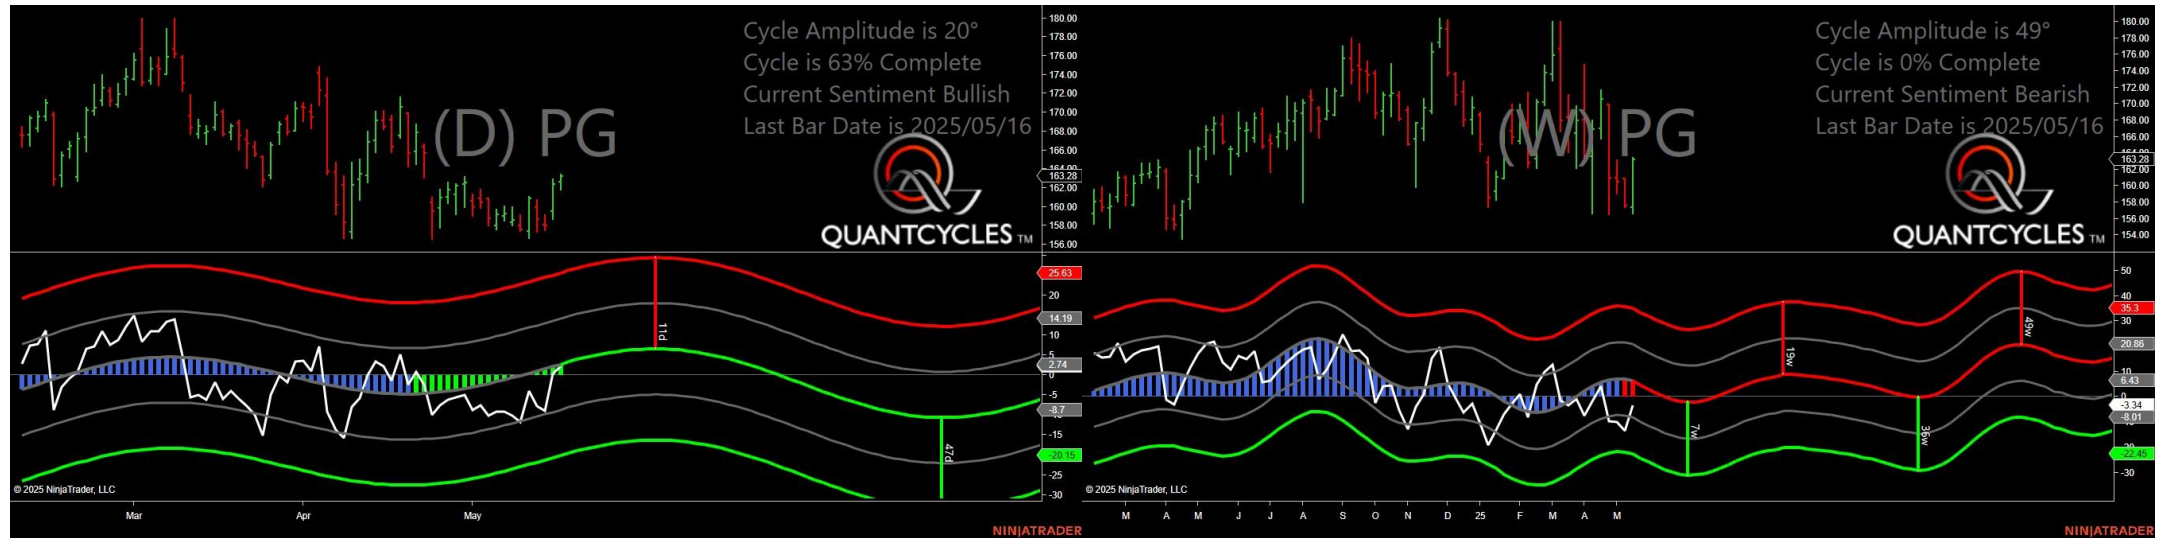 Cycle Amplitude is 20°
Cycle is 63% Complete
Current Sentiment Bullish
Last Bar Date is 2025/05/16
(D) PG
QUANTCYCLES TM
180.00
178.00
176.00
174.00
172.00
170.00
168.00
166.00
164.00
163.28
162.00
160.00
158.00
156.00
25.63
20
14.19
10
5
2.74
0
-5
-8.7
-15
-20.15
-25
-30
11d
47d
© 2025 NinjaTrader, LLC
Mar Apr May
NINJATRADER
Cycle Amplitude is 49°
Cycle is 0% Complete
Current Sentiment Bearish
Last Bar Date is 2025/05/16
(W) PG
QUANTCYCLES TM
180.00
178.00
176.00
174.00
172.00
170.00
168.00
166.00
164.00
163.28
162.00
160.00
158.00
156.00
154.00
50
40
35.3
30
20.86
10
6.43
0
-3.34
-8.01
-22.45
-30
7w
19w
36w
49w
© 2025 NinjaTrader, LLC
M A M J J A S O N D 25 F M A M
NINJATRADER